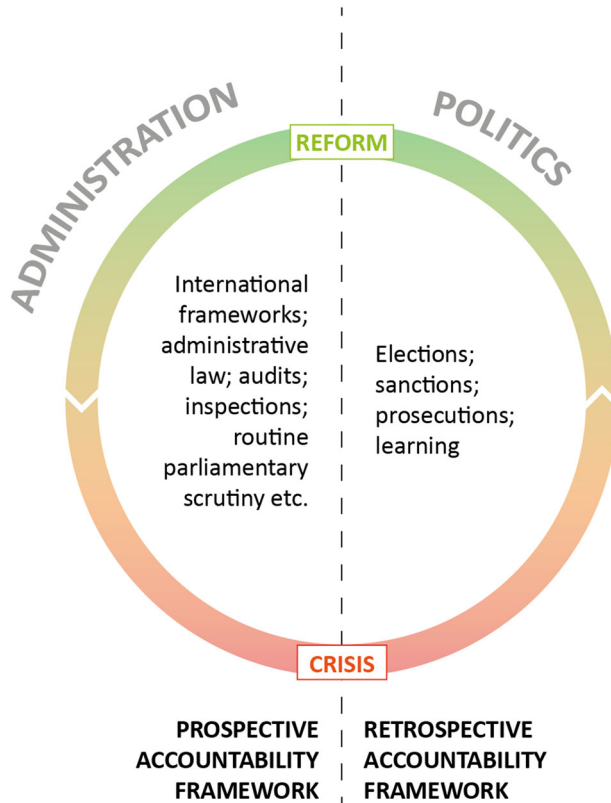 ADMINISTRATION
POLITICS
REFORM
International
frameworks;
administrative
law; audits;
inspections;
routine
parliamentary
scrutiny etc.
Elections;
sanctions;
prosecutions;
learning
CRISIS
PROSPECTIVE
ACCOUNTABILITY
FRAMEWORK
RETROSPECTIVE
ACCOUNTABILITY
FRAMEWORK